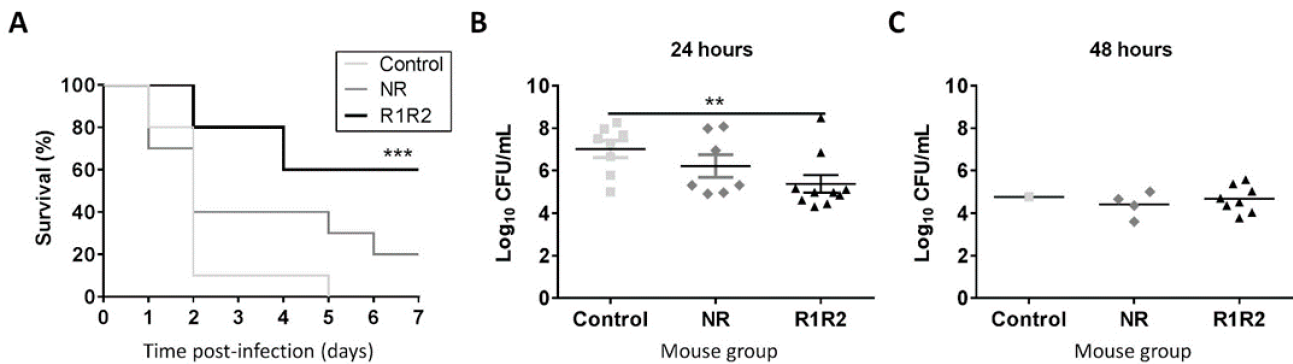 A
Control
NR
R1R2
100
80
60
40
20
0
***
Survival (%)
0 1 2 3 4 5 6 7
Time post-infection (days)
B
24 hours
**
10
8
6
4
2
0
Log10 CFU/mL
Control NR R1R2
Mouse group
C
48 hours
10
8
6
4
2
0
Log10 CFU/mL
Control NR R1R2
Mouse group